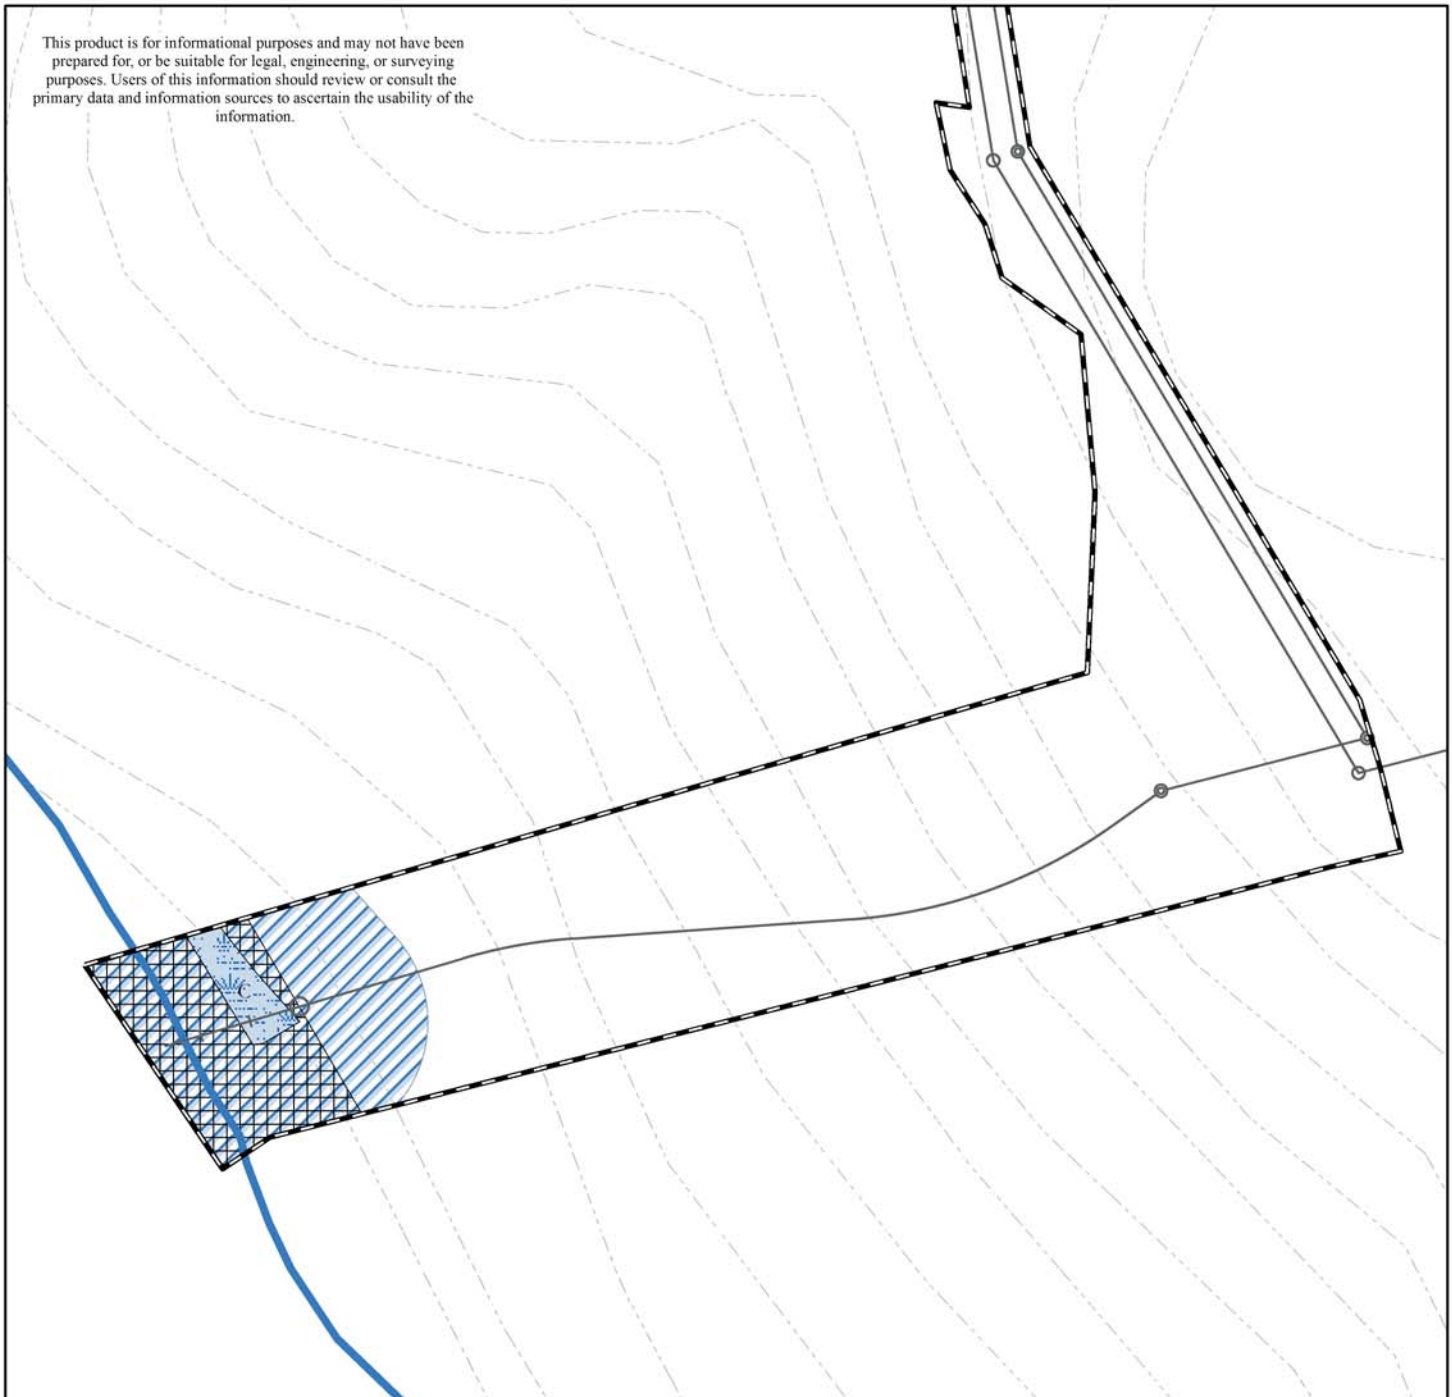 This product is for informational purposes and may not have been
prepared for, or be suitable for legal, engineering, or surveying
purposes. Users of this information should review or consult the
primary data and information sources to ascertain the usability of the
information.
C